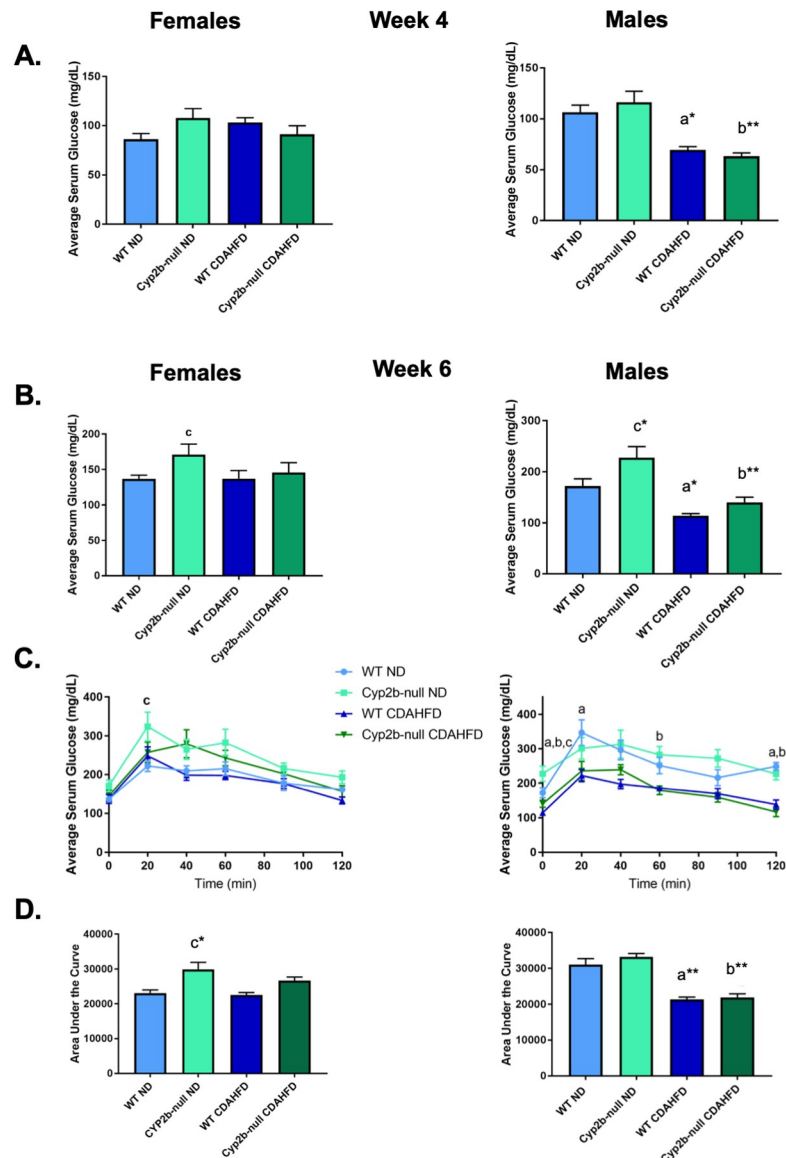 Females Week 4 Males
A.
Average Serum Glucose (mg/dL)
150
100
50
0
WT ND
Cyp2b-null ND
WT CDAHFD
Cyp2b-null CDAHFD
Average Serum Glucose (mg/dL)
150
100
50
0
a*
b**
WT ND
Cyp2b-null ND
WT CDAHFD
Cyp2b-null CDAHFD
Females Week 6 Males
B.
Average Serum Glucose (mg/dL)
200
150
100
50
0
c
WT ND
Cyp2b-null ND
WT CDAHFD
Cyp2b-null CDAHFD
Average Serum Glucose (mg/dL)
300
200
100
0
c*
a*
b**
WT ND
Cyp2b-null ND
WT CDAHFD
Cyp2b-null CDAHFD
C.
Average Serum Glucose (mg/dL)
400
300
200
100
0
c
0 20 40 60 80 100 120
Time (min)
WT ND
Cyp2b-null ND
WT CDAHFD
Cyp2b-null CDAHFD
Average Serum Glucose (mg/dL)
400
300
200
100
0
a,b,c
a
b
a,b
0 20 40 60 80 100 120
Time (min)
D.
Area Under the Curve
40000
30000
20000
10000
0
c*
WT ND
CYP2b-null ND
WT CDAHFD
Cyp2b-null CDAHFD
Area Under the Curve
40000
30000
20000
10000
0
a**
b**
WT ND
Cyp2b-null ND
WT CDAHFD
Cyp2b-null CDAHFD